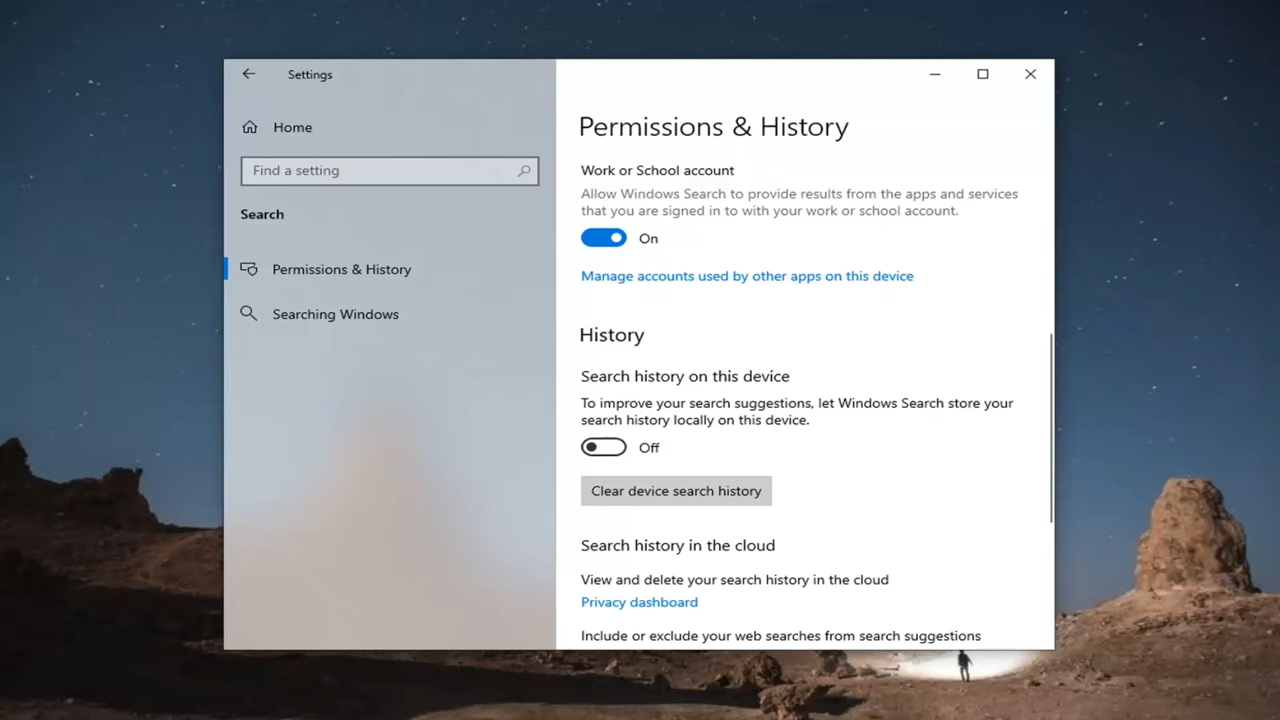 Settings
Home
Find a setting
Search
Permissions & History
Searching Windows
Permissions & History
Work or School account
Allow Windows Search to provide results from the apps and services
that you are signed in to with your work or school account.
On
Manage accounts used by other apps on this device
History
Search history on this device
To improve your search suggestions, let Windows Search store your
search history locally on this device.
Off
Clear device search history
Search history in the cloud
View and delete your search history in the cloud
Privacy dashboard
Include or exclude your web searches from search suggestions